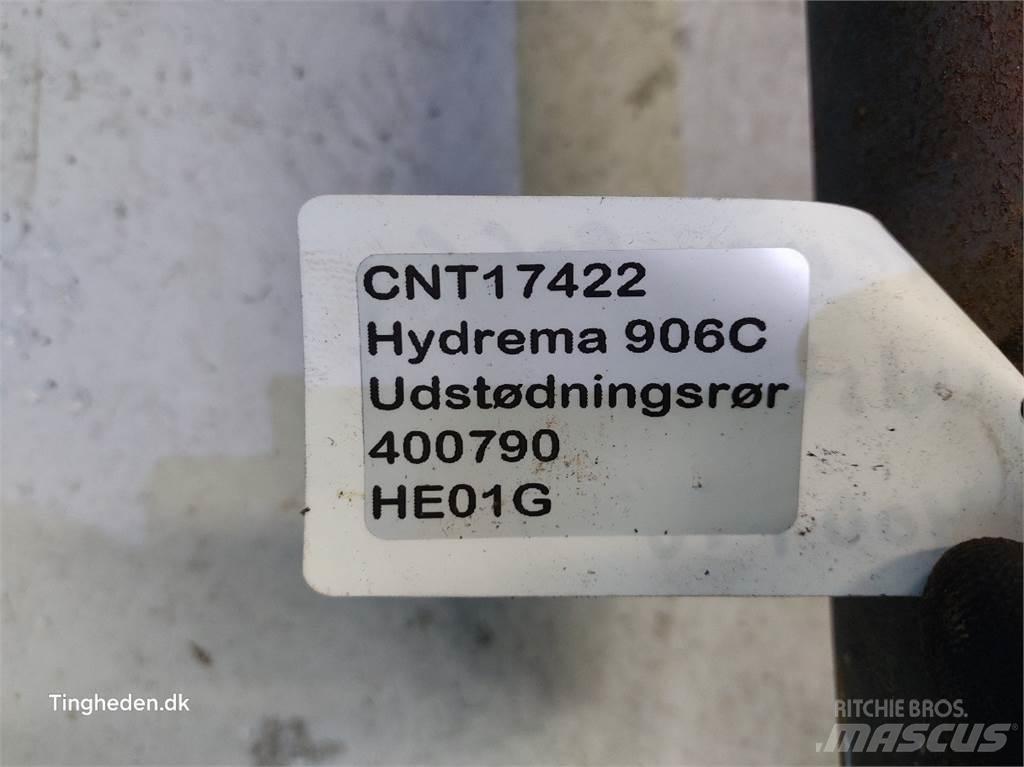 CNT17422
Hydrema 906C
Udstødningsrør
400790
HE01G
Tingheden.dk
RITCHIE BROS.
MASCUS